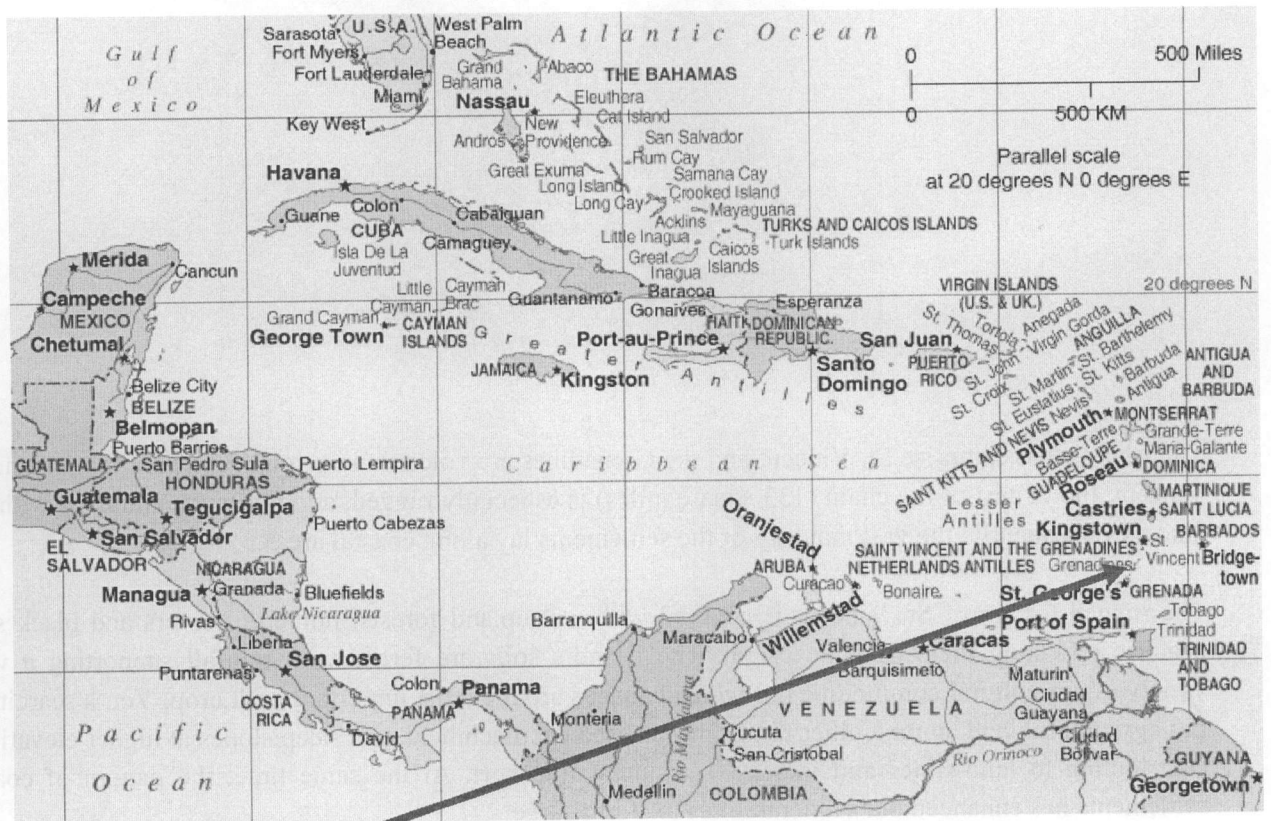 Gulf
of
Mexico
Sarasota
U.S.A.
West Palm
Beach
Fort Myers
Fort Lauderdale
Miami
Key West
Atlantic Ocean
Grand
Bahama
Abaco
THE BAHAMAS
Nassau
Eleuthera
Cat Island
New
Providence
Andros
San Salvador
Great Exuma
Rum Cay
Long Island
Samana Cay
Long Cay
Crooked Island
Acklins
Mayaguana
TURKS AND CAICOS ISLANDS
Little Inagua
Caicos
Islands
Turk Islands
Great
Inagua
0
500 Miles
0
500 KM
Parallel scale
at 20 degrees N 0 degrees E
20 degrees N
Havana
Guane
Colon
CUBA
Cabaiguan
Camaguey
Isla De La
Juventud
Guantanamo
Baracoa
Little
Cayman
Cayman
Brac
Grand Cayman
George Town
CAYMAN
ISLANDS
Greater Antilles
JAMAICA
Kingston
Gonaives
HAITI
Port-au-Prince
Esperanza
DOMINICAN
REPUBLIC.
Santo
Domingo
San Juan
PUERTO
RICO
VIRGIN ISLANDS
(U.S. & UK.)
St. Thomas
Tortola
Anegada
St. John
Virgin Gorda
St. Croix
ANGUILLA
St. Martin
St. Barthelemy
St. Eustatius
St. Kitts
SAINT KITTS AND NEVIS
Nevis
Barbuda
Antigua
ANTIGUA
AND
BARBUDA
Plymouth
MONTSERRAT
Basse-Terre
Grande-Terre
GUADELOUPE
Maria-Galante
Roseau
DOMINICA
MARTINIQUE
Lesser
Antilles
Castries
SAINT LUCIA
Kingstown
St.
Vincent
BARBADOS
Bridge-
town
SAINT VINCENT AND THE GRENADINES
Grenadines
NETHERLANDS ANTILLES
St. George's
GRENADA
Tobago
Port of Spain
Trinidad
TRINIDAD
AND
TOBAGO
Merida
Cancun
Campeche
MEXICO
Chetumal
Belize City
BELIZE
Belmopan
Puerto Barrios
GUATEMALA
San Pedro Sula
Puerto Lempira
HONDURAS
Guatemala
Tegucigalpa
Puerto Cabezas
San Salvador
EL
SALVADOR
NICARAGUA
Managua
Granada
Bluefields
Lake Nicaragua
Rivas
Liberia
San Jose
Puntarenas
COSTA
RICA
Colon
Panama
PANAMA
David
Pacific
Ocean
Caribbean Sea
Oranjestad
ARUBA
Curacao
Bonaire
Willemstad
Barranquilla
Maracaibo
Valencia
Caracas
Barquisimeto
Maturin
Ciudad
Guayana
VENEZUELA
Monteria
Rio Magdalena
Cucuta
San Cristobal
Rio Orinoco
Ciudad
Bolivar
GUYANA
Georgetown
Medellin
COLOMBIA